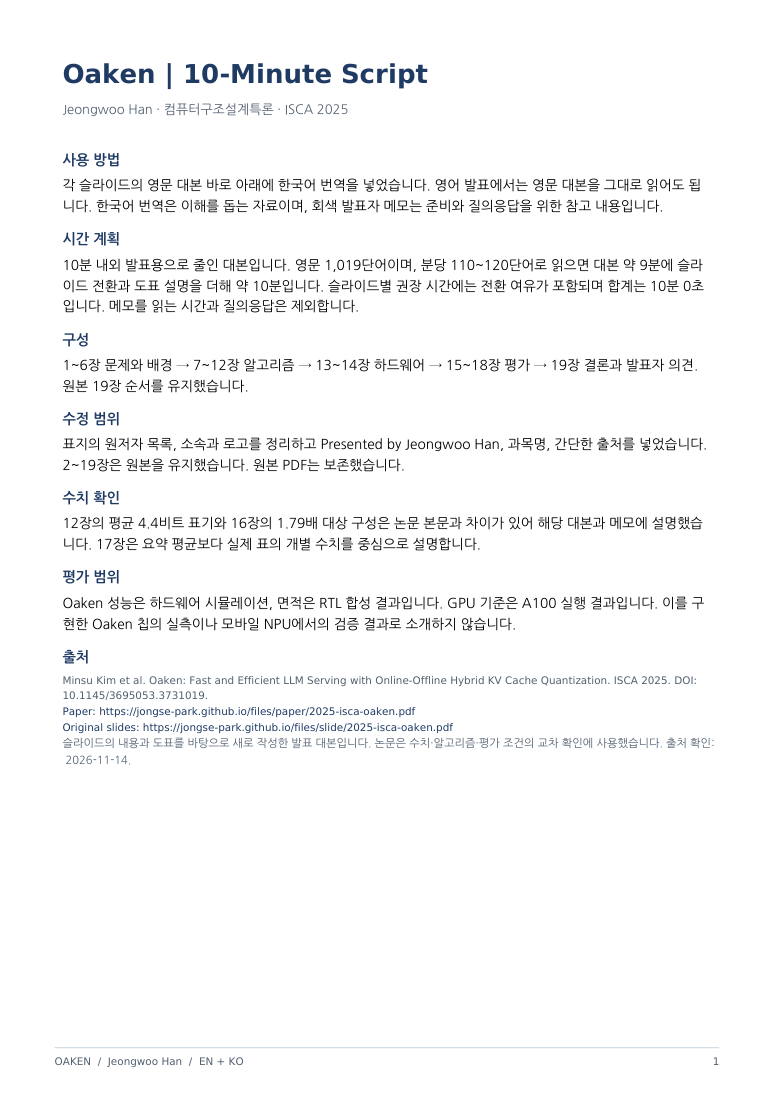 Oaken | 10-Minute Script
Jeongwoo Han · 컴퓨터구조설계특론 · ISCA 2025
사용 방법
각 슬라이드의 영문 대본 바로 아래에 한국어 번역을 넣었습니다. 영어 발표에서는 영문 대본을 그대로 읽어도 됩
니다. 한국어 번역은 이해를 돕는 자료이며, 회색 발표자 메모는 준비와 질의응답을 위한 참고 내용입니다.
시간 계획
10분 내외 발표용으로 줄인 대본입니다. 영문 1,019단어이며, 분당 110~120단어로 읽으면 대본 약 9분에 슬라
이드 전환과 도표 설명을 더해 약 10분입니다. 슬라이드별 권장 시간에는 전환 여유가 포함되며 합계는 10분 0초
입니다. 메모를 읽는 시간과 질의응답은 제외합니다.
구성
1~6장 문제와 배경 → 7~12장 알고리즘 → 13~14장 하드웨어 → 15~18장 평가 → 19장 결론과 발표자 의견.
원본 19장 순서를 유지했습니다.
수정 범위
표지의 원저자 목록, 소속과 로고를 정리하고 Presented by Jeongwoo Han, 과목명, 간단한 출처를 넣었습니다.
2~19장은 원본을 유지했습니다. 원본 PDF는 보존했습니다.
수치 확인
12장의 평균 4.4비트 표기와 16장의 1.79배 대상 구성은 논문 본문과 차이가 있어 해당 대본과 메모에 설명했습
니다. 17장은 요약 평균보다 실제 표의 개별 수치를 중심으로 설명합니다.
평가 범위
Oaken 성능은 하드웨어 시뮬레이션, 면적은 RTL 합성 결과입니다. GPU 기준은 A100 실행 결과입니다. 이를 구
현한 Oaken 칩의 실측이나 모바일 NPU에서의 검증 결과로 소개하지 않습니다.
출처
Minsu Kim et al. Oaken: Fast and Efficient LLM Serving with Online-Offline Hybrid KV Cache Quantization. ISCA 2025. DOI:
10.1145/3695053.3731019.
Paper: https://jongse-park.github.io/files/paper/2025-isca-oaken.pdf
Original slides: https://jongse-park.github.io/files/slide/2025-isca-oaken.pdf
슬라이드의 내용과 도표를 바탕으로 새로 작성한 발표 대본입니다. 논문은 수치·알고리즘·평가 조건의 교차 확인에 사용했습니다. 출처 확인:
2026-11-14.
OAKEN / Jeongwoo Han / EN + KO
1